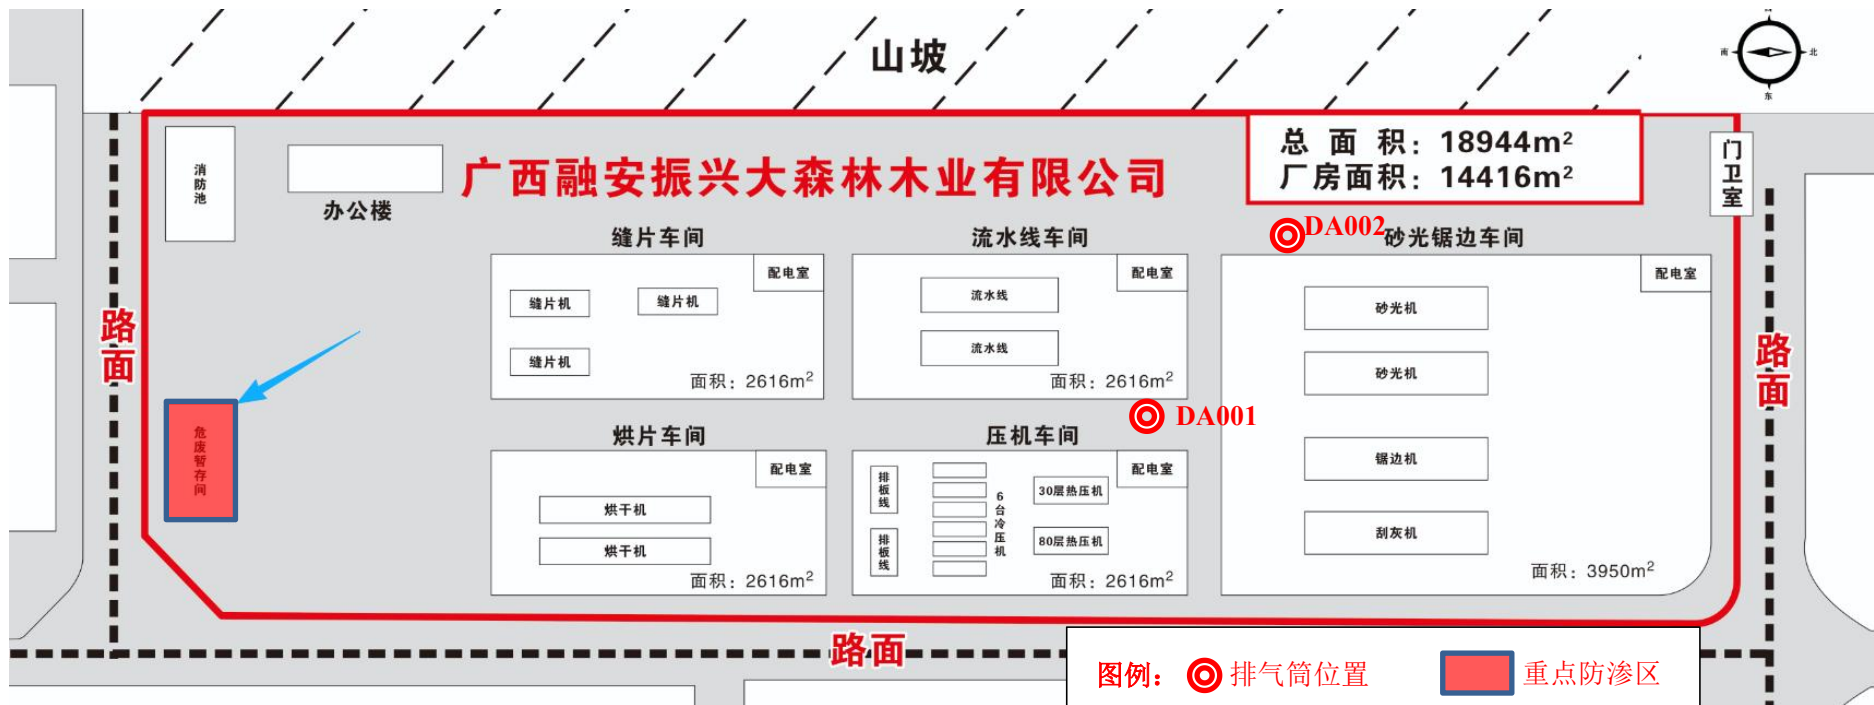 山坡
南
北
东
总面积：18944m²
厂房面积：14416m²
门卫室
消防池
办公楼
广西融安振兴大森林木业有限公司
DA002
缝片车间
流水线车间
砂光锯边车间
配电室
配电室
配电室
缝片机
缝片机
缝片机
面积：2616m²
流水线
流水线
面积：2616m²
砂光机
砂光机
锯边机
刮灰机
面积：3950m²
路面
路面
危废暂存间
DA001
烘片车间
压机车间
配电室
配电室
烘干机
烘干机
面积：2616m²
排板线
排板线
6台冷压机
30层热压机
80层热压机
面积：2616m²
路面
图例： 排气筒位置 重点防渗区